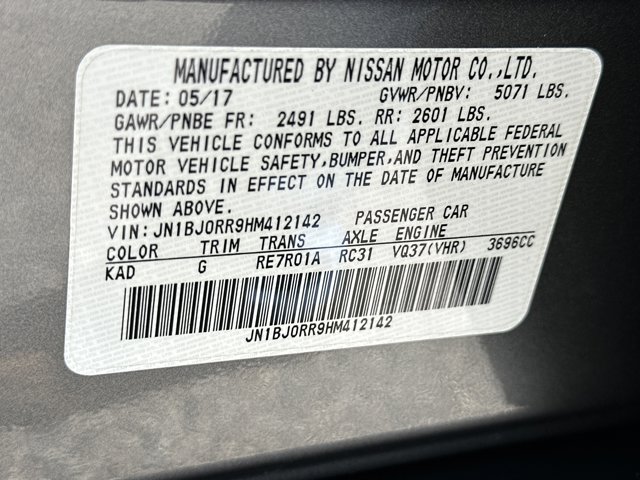 MANUFACTURED BY NISSAN MOTOR CO.,LTD.
DATE: 05/17 GVWR/PNBV: 5071 LBS.
GAWR/PNBE FR: 2491 LBS. RR: 2601 LBS.
THIS VEHICLE CONFORMS TO ALL APPLICABLE FEDERAL
MOTOR VEHICLE SAFETY,BUMPER,AND THEFT PREVENTION
STANDARDS IN EFFECT ON THE DATE OF MANUFACTURE
SHOWN ABOVE.
VIN: JN1BJ0RR9HM412142 PASSENGER CAR
COLOR TRIM TRANS AXLE ENGINE
KAD G RE7R01A RC31 VQ37(VHR) 3696CC
JN1BJ0RR9HM412142